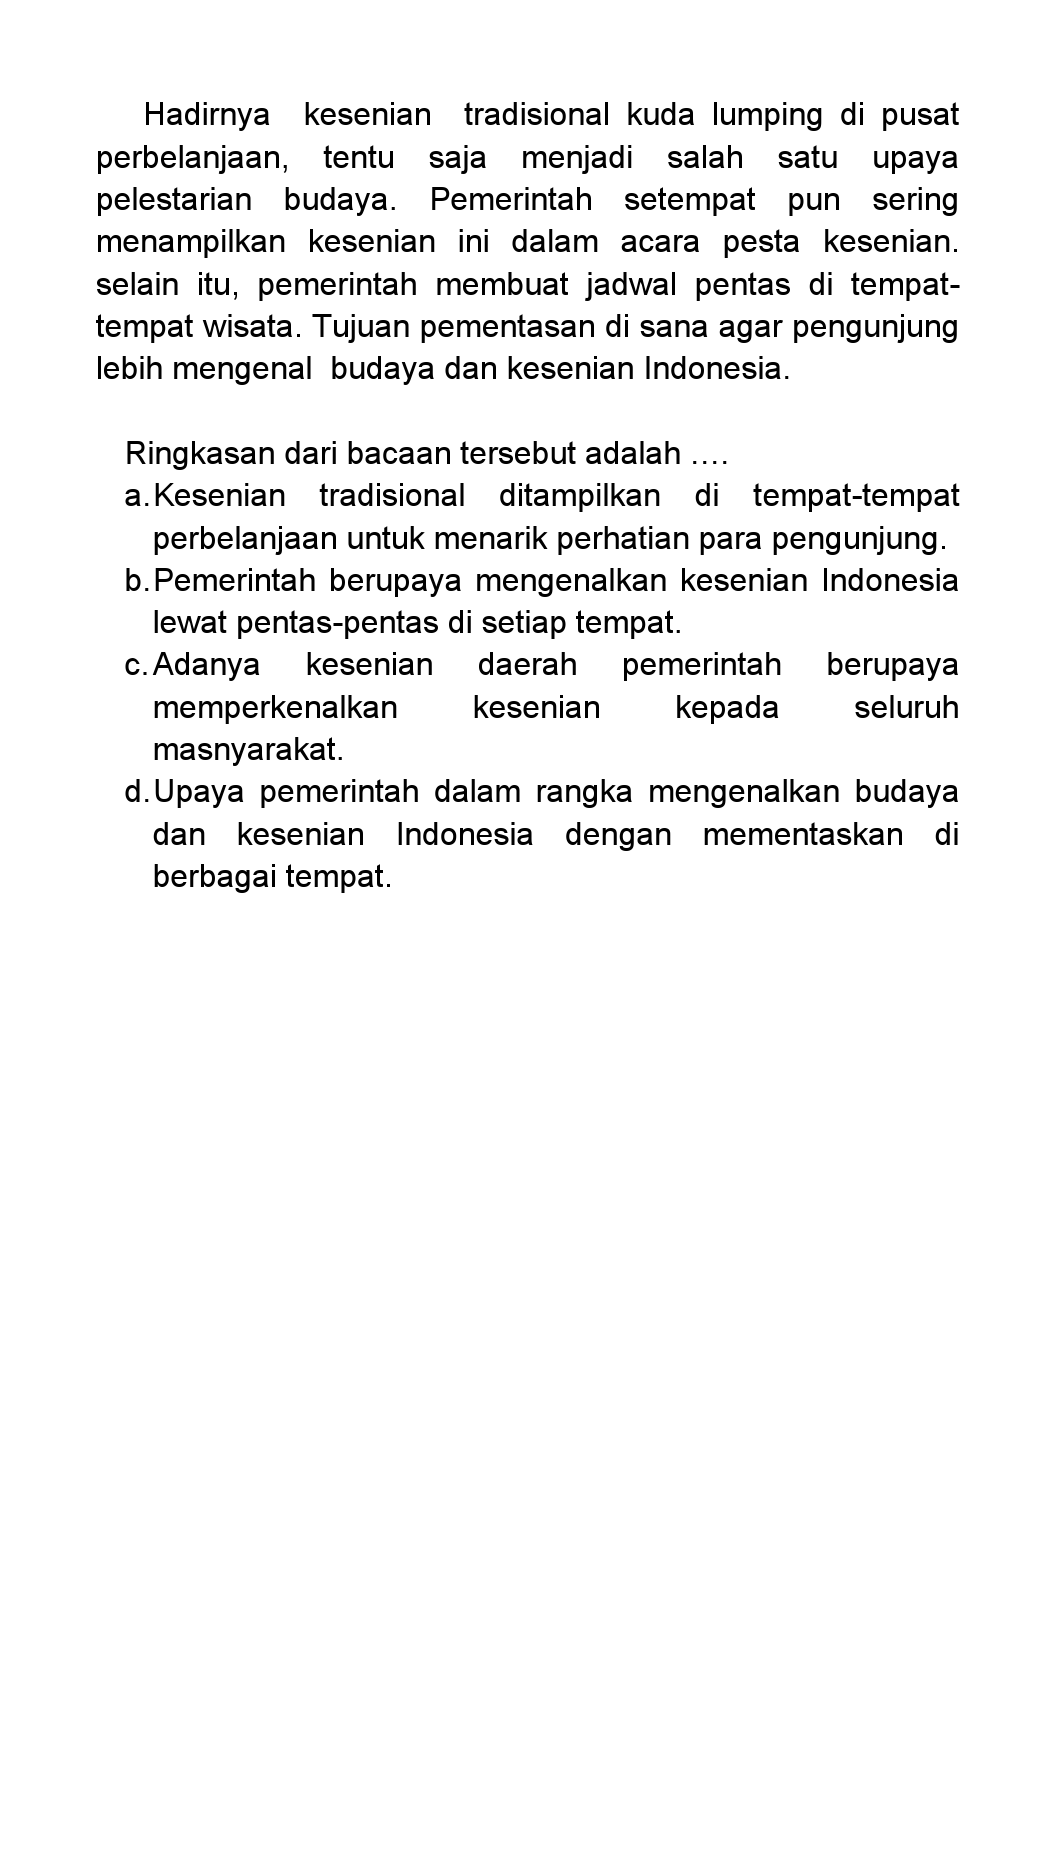 Hadirnya kesenian tradisional kuda lumping di pusat
perbelanjaan, tentu saja menjadi salah satu upaya
pelestarian budaya. Pemerintah setempat pun sering
menampilkan kesenian ini dalam acara pesta kesenian.
selain itu, pemerintah membuat jadwal pentas di tempat-
tempat wisata. Tujuan pementasan di sana agar pengunjung
lebih mengenal budaya dan kesenian Indonesia.
Ringkasan dari bacaan tersebut adalah ….
a. Kesenian tradisional ditampilkan di tempat-tempat
perbelanjaan untuk menarik perhatian para pengunjung.
b. Pemerintah berupaya mengenalkan kesenian Indonesia
lewat pentas-pentas di setiap tempat.
c. Adanya kesenian daerah pemerintah berupaya
memperkenalkan kesenian kepada seluruh
masnyarakat.
d. Upaya pemerintah dalam rangka mengenalkan budaya
dan kesenian Indonesia dengan mementaskan di
berbagai tempat.